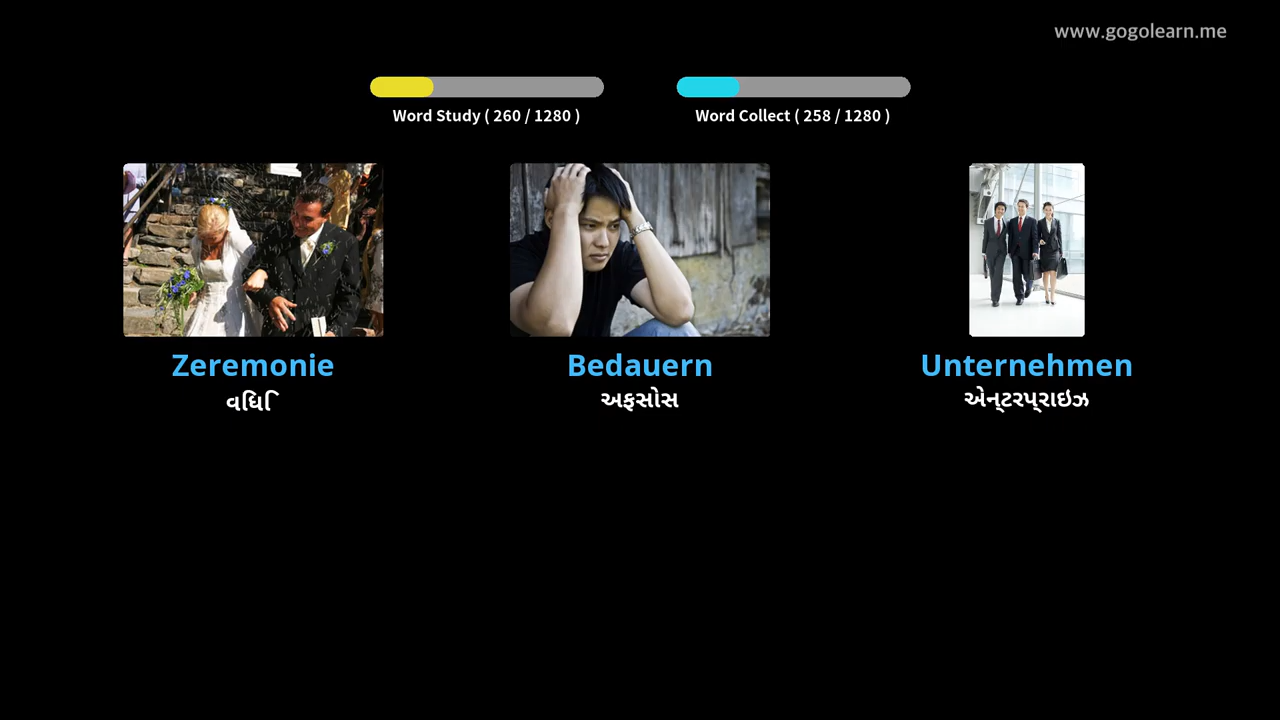 www.gogolearn.me
Word Study ( 260 / 1280 )
Word Collect ( 258 / 1280 )
Zeremonie
Bedauern
Unternehmen
વિધિ
અફસોસ
એન્ટરપ્રાઇઝ